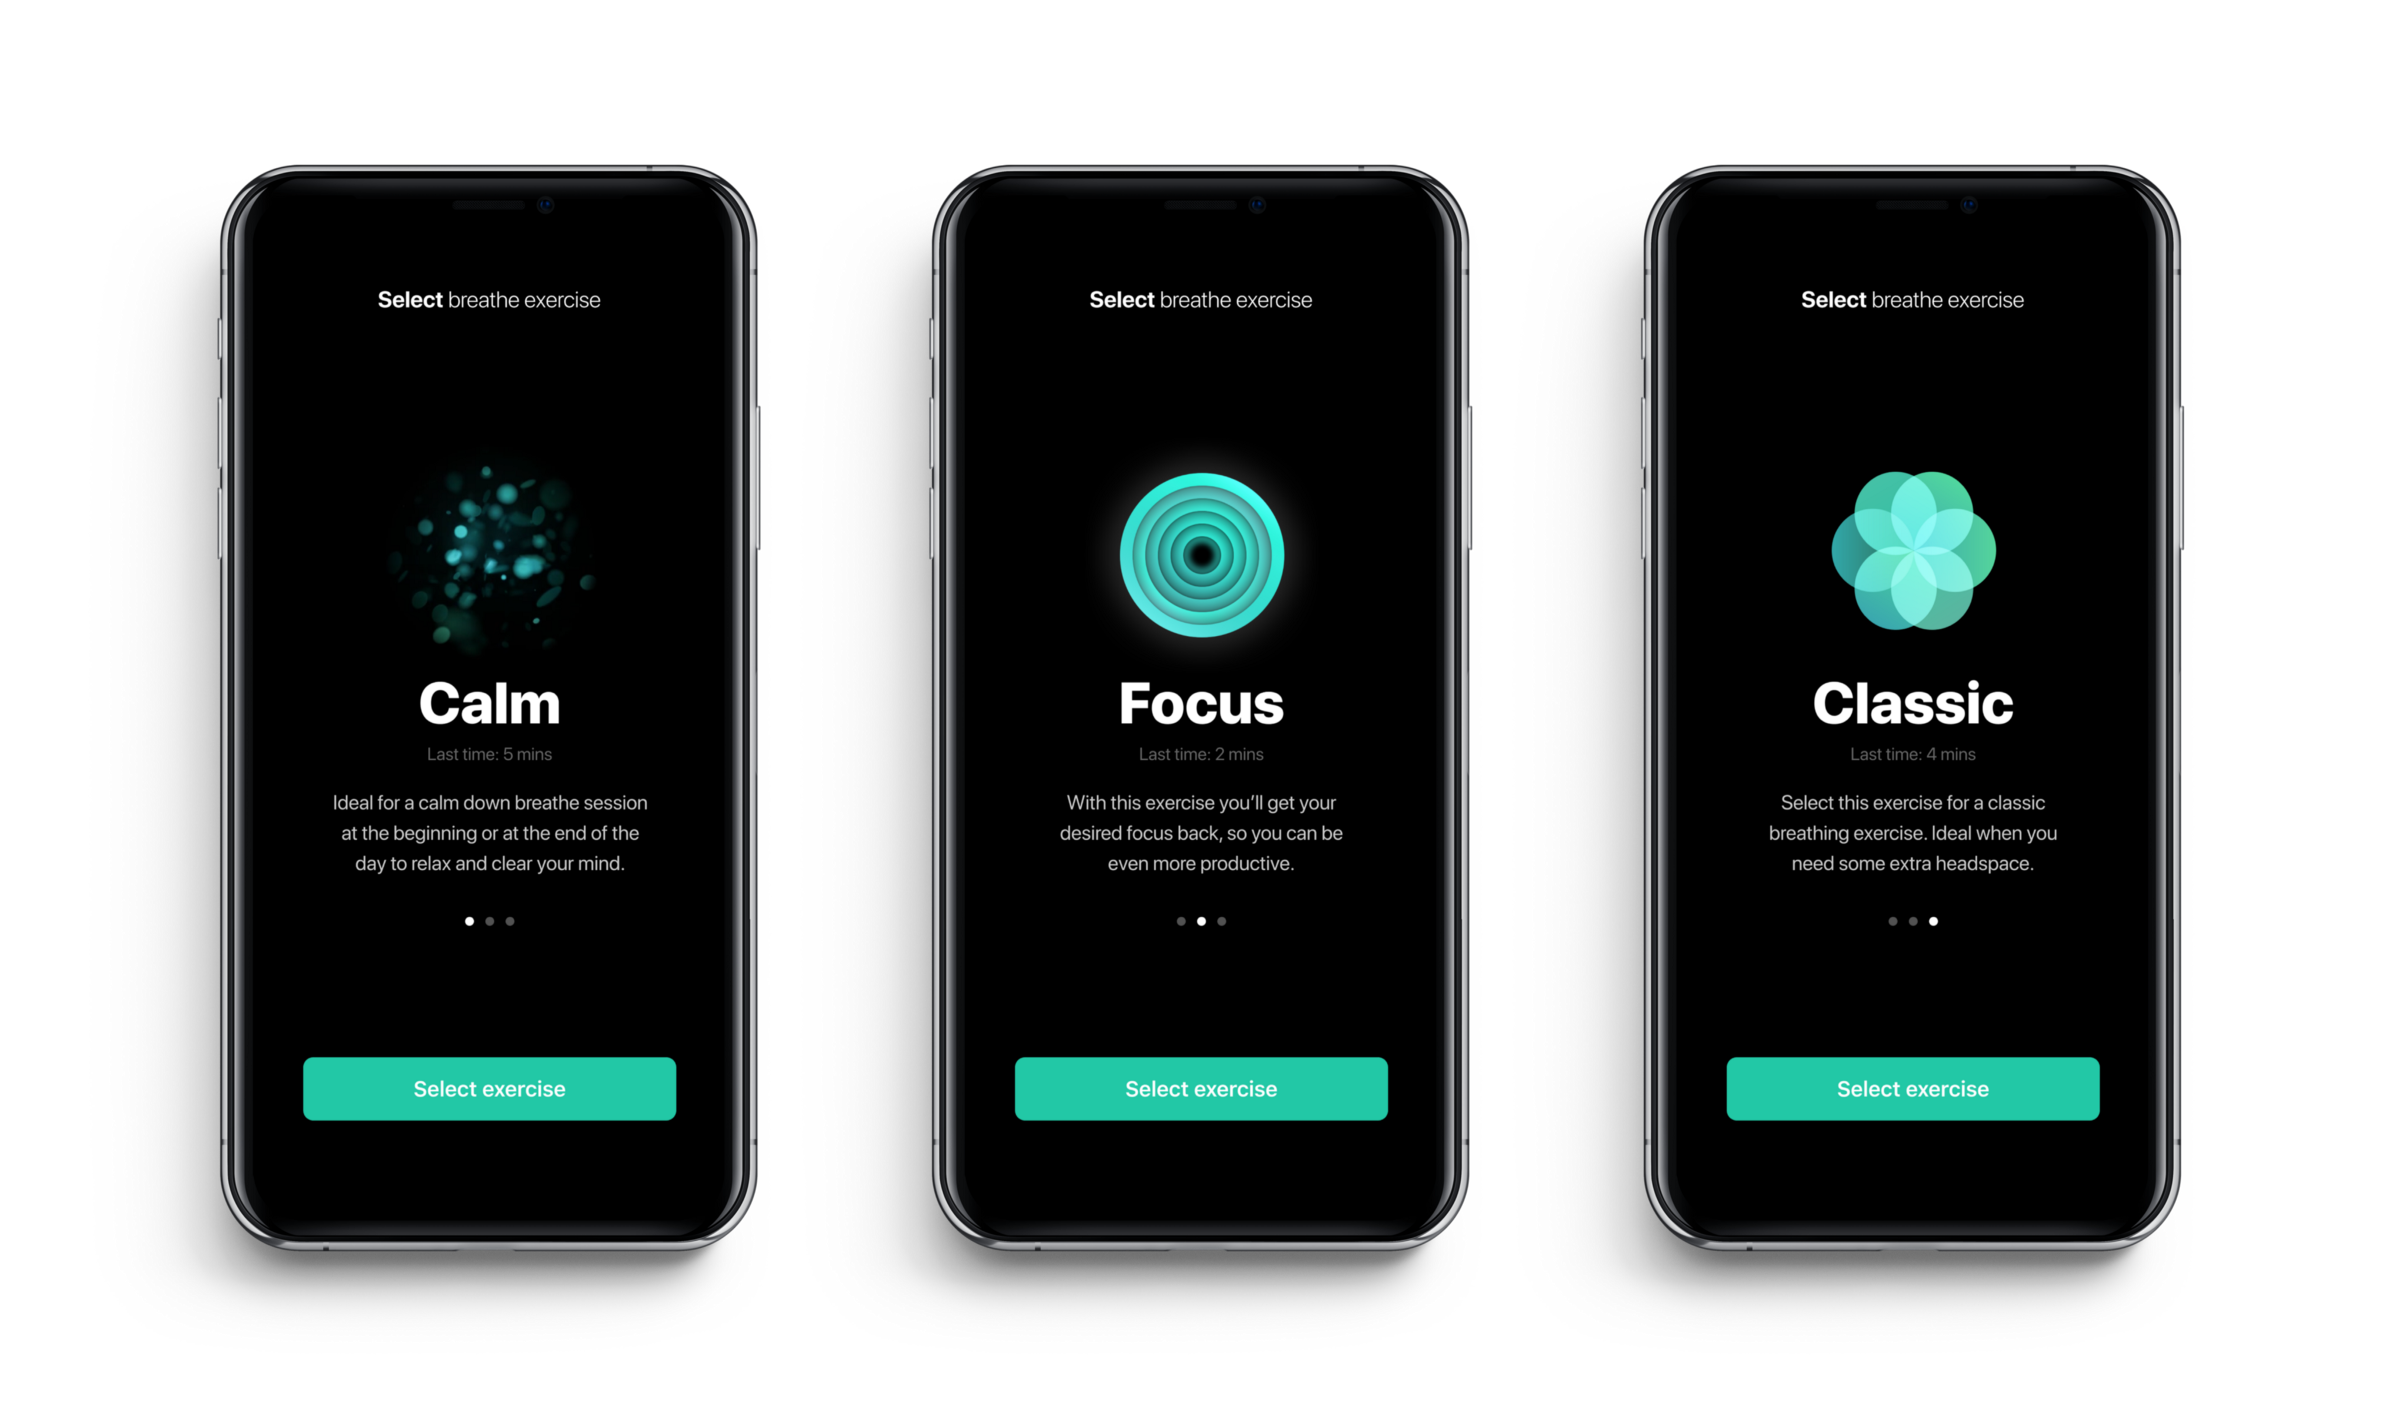 Select breathe exercise
Calm
Last time: 5 mins
Ideal for a calm down breathe session
at the beginning or at the end of the
day to relax and clear your mind.
Select exercise
Select breathe exercise
Focus
Last time: 2 mins
With this exercise you’ll get your
desired focus back, so you can be
even more productive.
Select exercise
Select breathe exercise
Classic
Last time: 4 mins
Select this exercise for a classic
breathing exercise. Ideal when you
need some extra headspace.
Select exercise